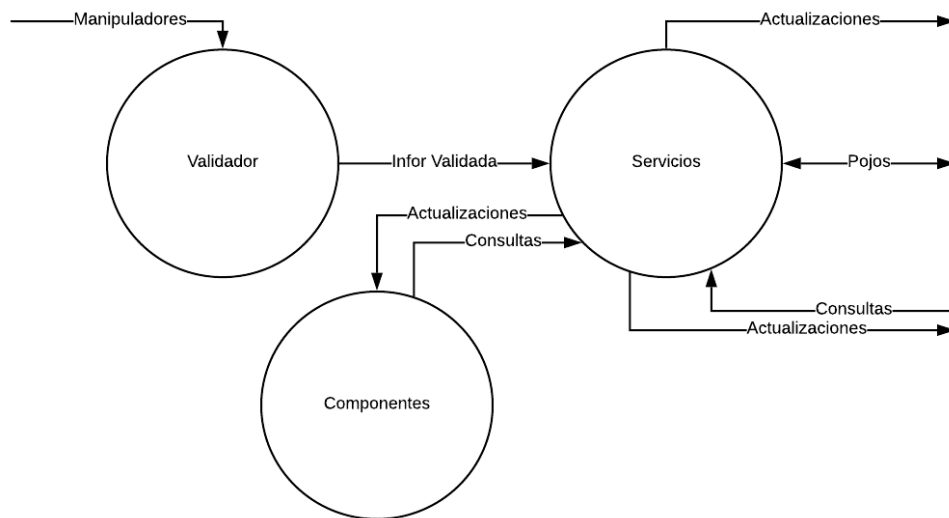 Manipuladores
Actualizaciones
Validador
Infor Validada
Servicios
Pojos
Actualizaciones
Consultas
Consultas
Actualizaciones
Componentes